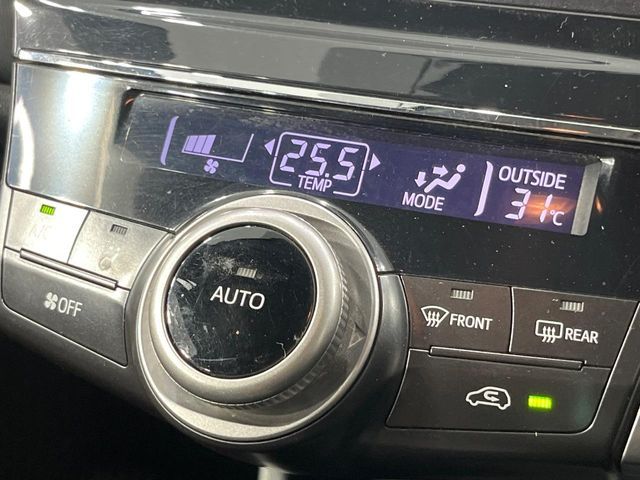 25.5
TEMP
MODE
OUTSIDE
31°C
A/C
OFF
AUTO
FRONT
REAR